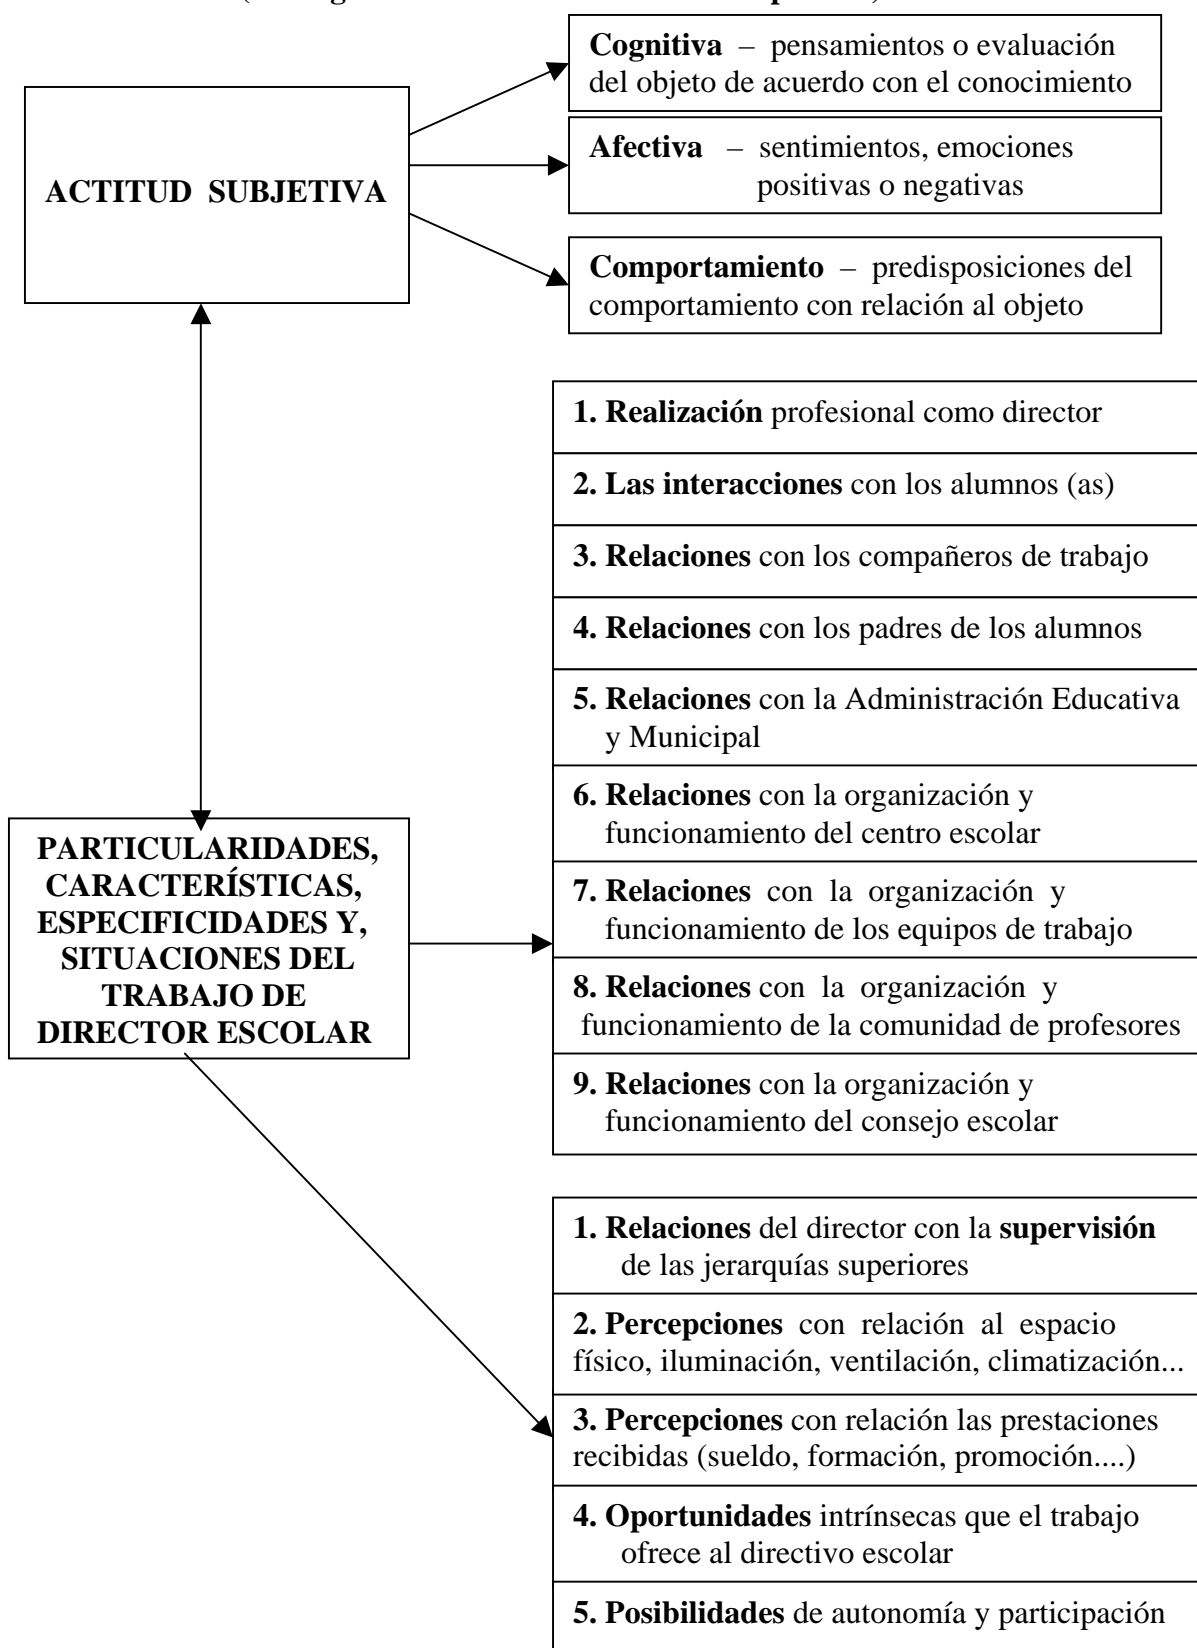 Cognitiva – pensamientos o evaluación
del objeto de acuerdo con el conocimiento
Afectiva – sentimientos, emociones
positivas o negativas
Comportamiento – predisposiciones del
comportamiento con relación al objeto
ACTITUD SUBJETIVA
1. Realización profesional como director
2. Las interacciones con los alumnos (as)
3. Relaciones con los compañeros de trabajo
4. Relaciones con los padres de los alumnos
5. Relaciones con la Administración Educativa
y Municipal
6. Relaciones con la organización y
funcionamiento del centro escolar
7. Relaciones con la organización y
funcionamiento de los equipos de trabajo
8. Relaciones con la organización y
funcionamiento de la comunidad de profesores
9. Relaciones con la organización y
funcionamiento del consejo escolar
PARTICULARIDADES,
CARACTERÍSTICAS,
ESPECIFICIDADES Y,
SITUACIONES DEL
TRABAJO DE
DIRECTOR ESCOLAR
1. Relaciones del director con la supervisión
de las jerarquías superiores
2. Percepciones con relación al espacio
físico, iluminación, ventilación, climatización...
3. Percepciones con relación las prestaciones
recibidas (sueldo, formación, promoción....)
4. Oportunidades intrínsecas que el trabajo
ofrece al directivo escolar
5. Posibilidades de autonomía y participación